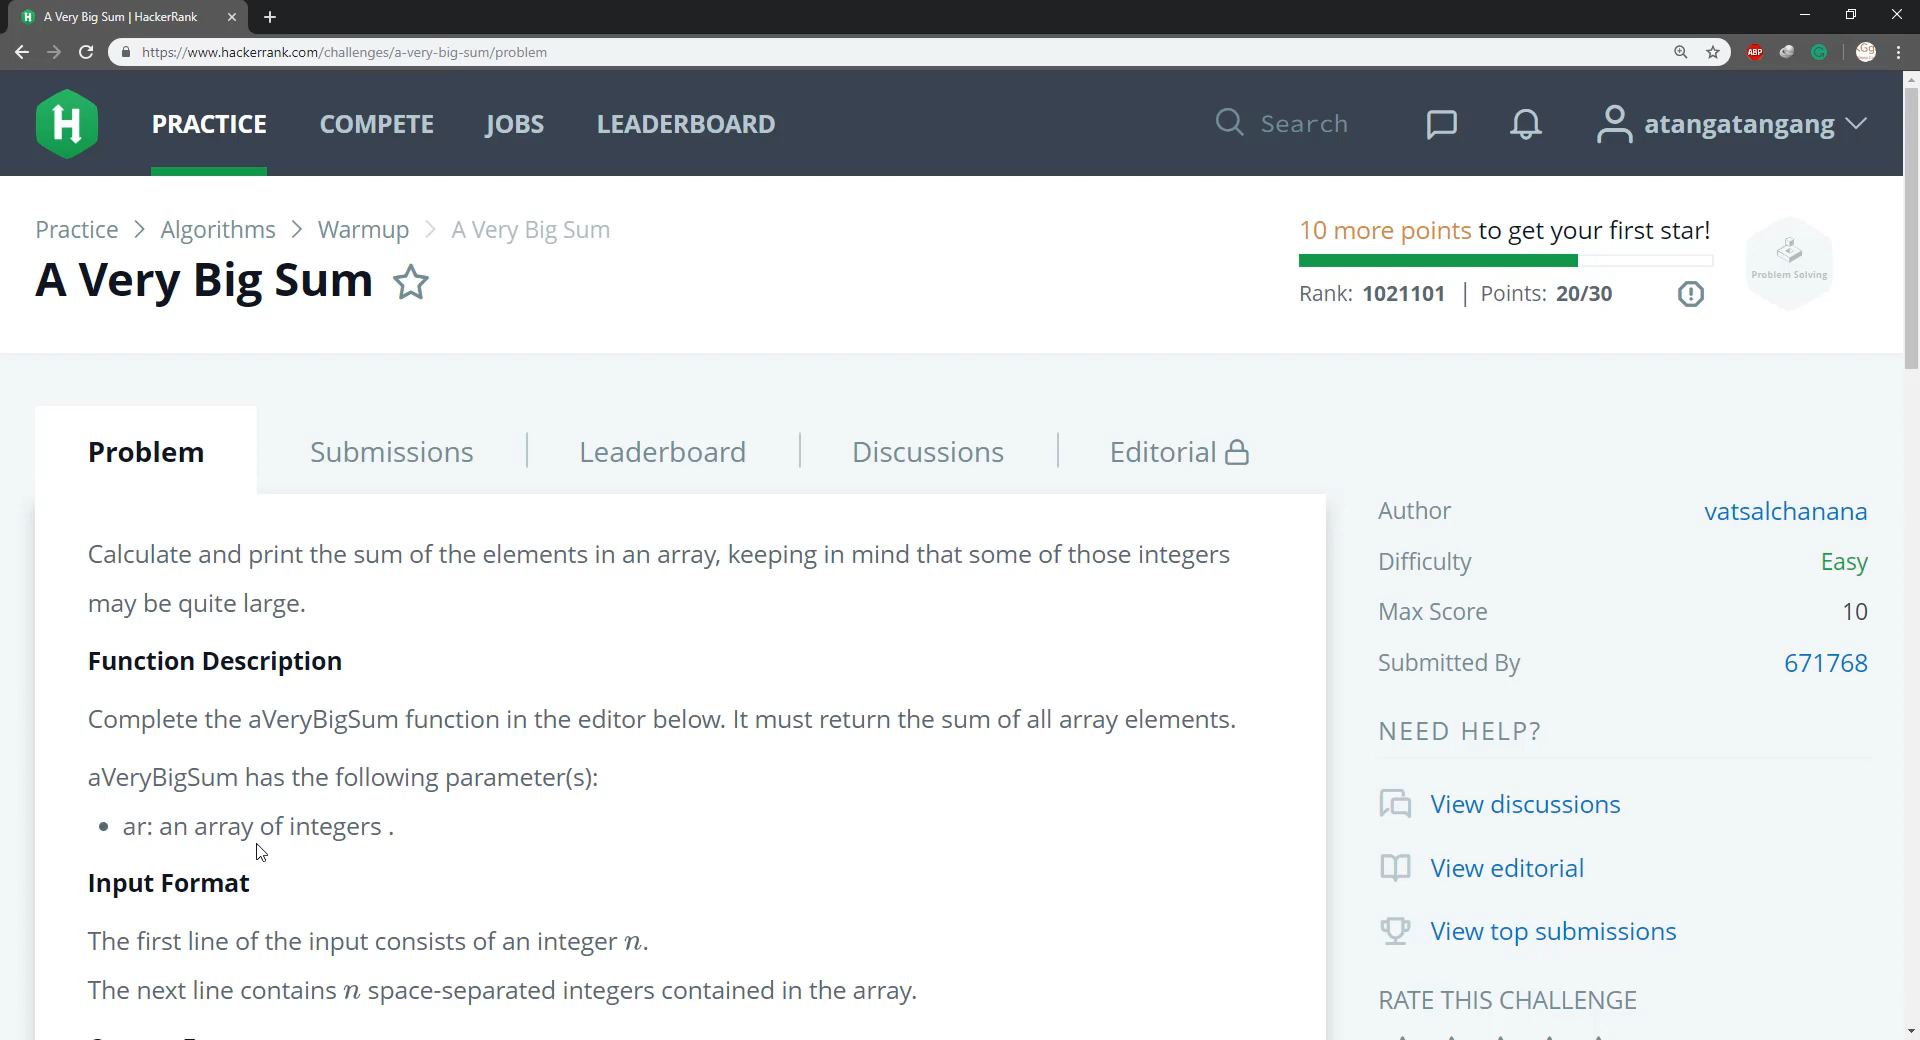 A Very Big Sum | HackerRank
https://www.hackerrank.com/challenges/a-very-big-sum/problem
ABP
PRACTICE COMPETE JOBS LEADERBOARD Search atangatangang
Practice > Algorithms > Warmup > A Very Big Sum
A Very Big Sum
10 more points to get your first star!
Rank: 1021101 | Points: 20/30
Problem Solving
Problem Submissions Leaderboard Discussions Editorial
Calculate and print the sum of the elements in an array, keeping in mind that some of those integers
may be quite large.
Function Description
Complete the aVeryBigSum function in the editor below. It must return the sum of all array elements.
aVeryBigSum has the following parameter(s):
• ar: an array of integers .
Input Format
The first line of the input consists of an integer n.
The next line contains n space-separated integers contained in the array.
Author vatsalchanana
Difficulty Easy
Max Score 10
Submitted By 671768
NEED HELP?
View discussions
View editorial
View top submissions
RATE THIS CHALLENGE